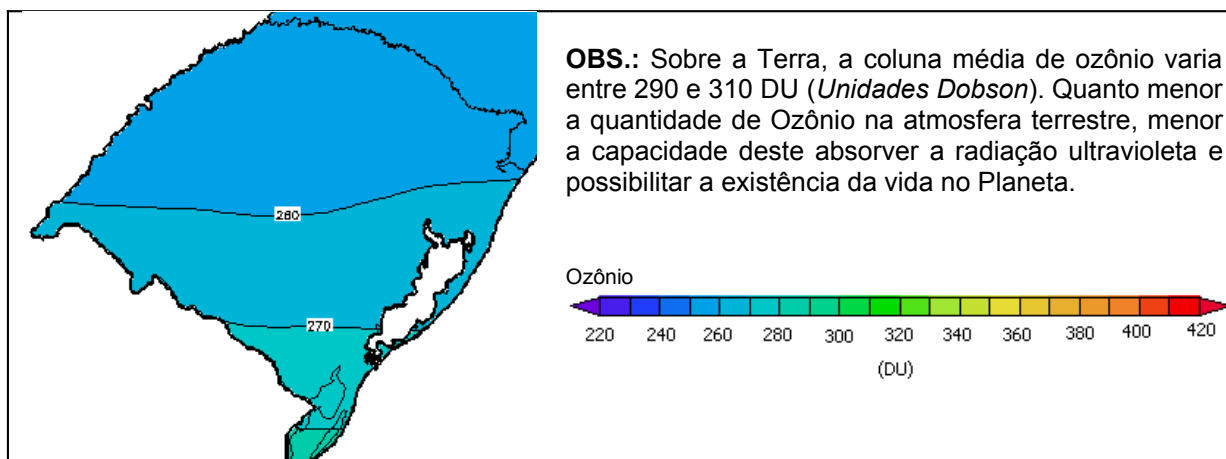 OBS.: Sobre a Terra, a coluna média de ozônio varia
entre 290 e 310 DU (Unidades Dobson). Quanto menor
a quantidade de Ozônio na atmosfera terrestre, menor
a capacidade deste absorver a radiação ultravioleta e
possibilitar a existência da vida no Planeta.
260
270
Ozônio
220 240 260 280 300 320 340 360 380 400 420
(DU)